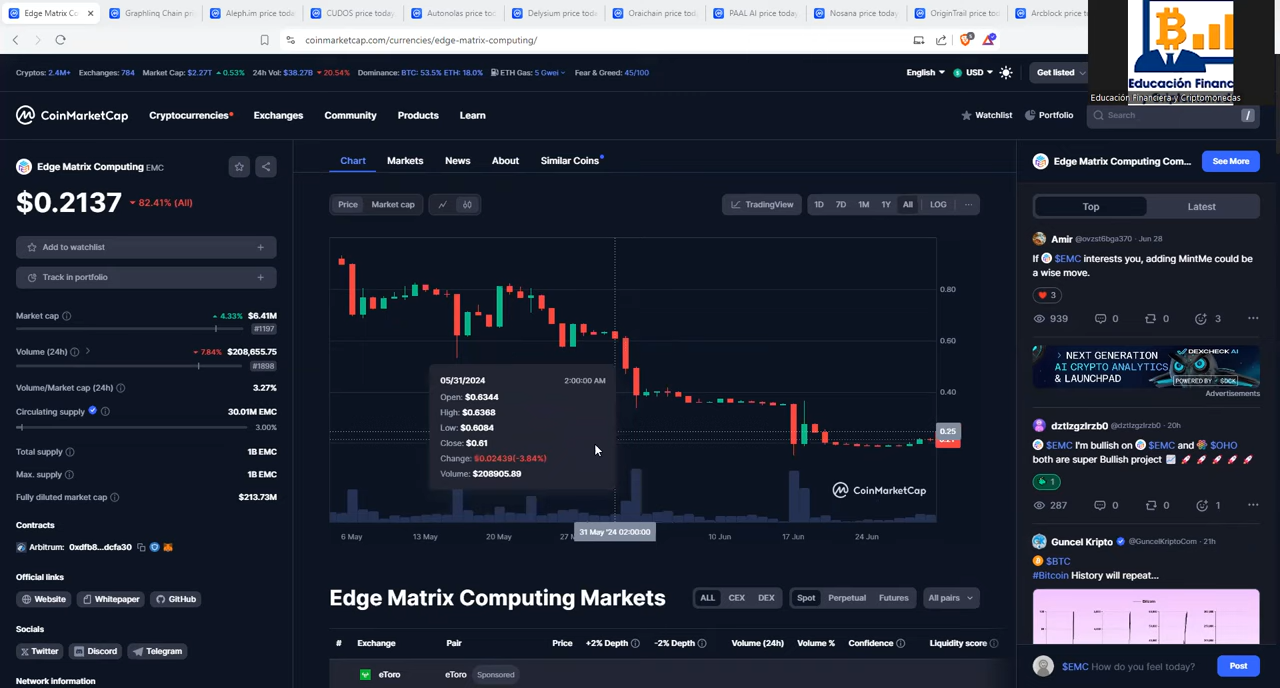 Edge Matrix Co
Graphlinq Chain pri
Aleph.im price toda
CUDOS price today
Autonolas price too
Delysium price toda
Oraichain price tod
PAAL AI price today
Nosana price today
OriginTrail price too
Arcblock price to
coinmarketcap.com/currencies/edge-matrix-computing/
Cryptos: 2.4M+ Exchanges: 784 Market Cap: $2.27T 0.53% 24h Vol: $38.27B 20.54% Dominance: BTC: 53.5% ETH: 18.0% ETH Gas: 5 Gwei Fear & Greed: 45/100
English USD Get listed
Educación Financ
Educación Financiera y Criptomonedas
CoinMarketCap Cryptocurrencies Exchanges Community Products Learn
Watchlist Portfolio Search /
Edge Matrix Computing EMC
$0.2137 82.41% (All)
Add to watchlist +
Track in portfolio +
Market cap 4.33% $6.41M
#1197
Volume (24h) 7.84% $208,655.75
#1898
Volume/Market cap (24h) 3.27%
Circulating supply 30.01M EMC
3.00%
Total supply 1B EMC
Max. supply 1B EMC
Fully diluted market cap $213.73M
Contracts
Arbitrum: 0xdfb8...dcfa30
Official links
Website Whitepaper GitHub
Socials
Twitter Discord Telegram
Network information
Chart Markets News About Similar Coins
Price Market cap
TradingView 1D 7D 1M 1Y All LOG ...
0.80
0.60
0.40
0.25
05/31/2024 2:00:00 AM
Open: $0.6344
High: $0.6368
Low: $0.6084
Close: $0.61
Change: $0.02439(-3.84%)
Volume: $208905.89
CoinMarketCap
6 May 13 May 20 May 27 31 May '24 02:00:00 10 Jun 17 Jun 24 Jun
Edge Matrix Computing Markets
ALL CEX DEX Spot Perpetual Futures All pairs
# Exchange Pair Price +2% Depth -2% Depth Volume (24h) Volume % Confidence Liquidity score
eToro eToro Sponsored
Edge Matrix Computing Com... See More
Top Latest
Amir @ovzst6bga370 · Jun 28
If $EMC interests you, adding MintMe could be
a wise move.
3
939 0 0 3 ...
NEXT GENERATION
AI CRYPTO ANALYTICS
& LAUNCHPAD
DEXCHECK AI
POWERED BY $DCK
Advertisements
dztlzgzlrzb0 @dztlzgzlrzb0 · 20h
$EMC I'm bullish on $EMC and $OHO
both are super Bullish project
1
287 0 0 1 ...
Guncel Kripto @GuncelKriptoCom · 21h
$BTC
#Bitcoin History will repeat...
$EMC How do you feel today? Post